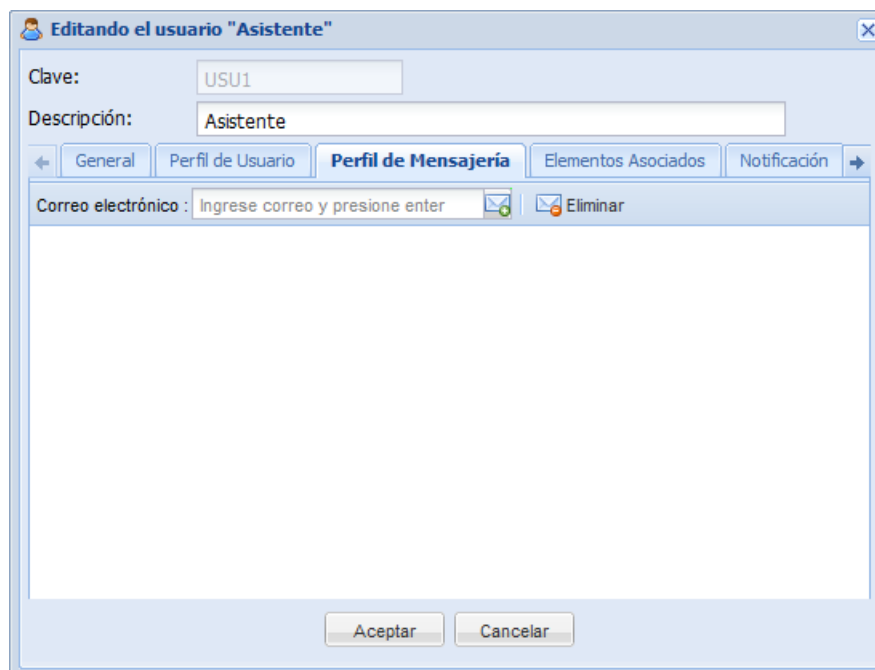 Editando el usuario "Asistente"
Clave: USU1
Descripción: Asistente
General Perfil de Usuario Perfil de Mensajería Elementos Asociados Notificación
Correo electrónico : Ingrese correo y presione enter Eliminar
Aceptar Cancelar